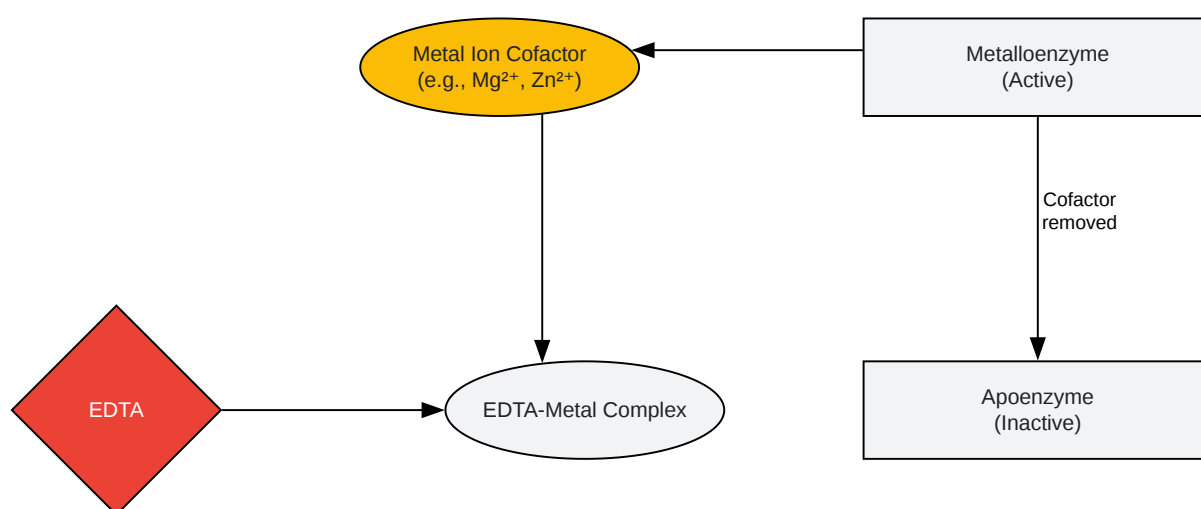 Metal Ion Cofactor
(e.g., Mg²⁺, Zn²⁺)
Metalloenzyme
(Active)
Cofactor
removed
EDTA
EDTA-Metal Complex
Apoenzyme
(Inactive)